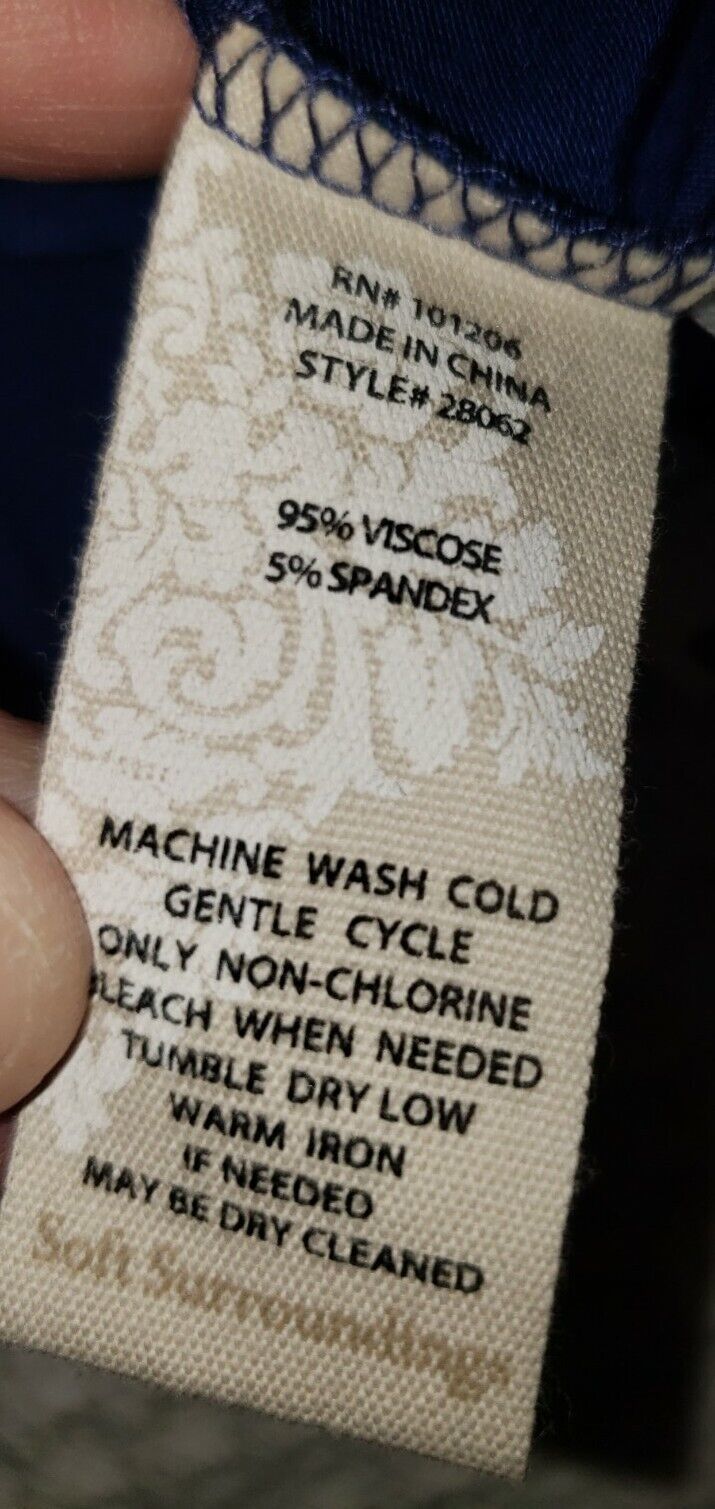 RN# 101206
MADE IN CHINA
STYLE# 28062
95% VISCOSE
5% SPANDEX
MACHINE WASH COLD
GENTLE CYCLE
ONLY NON-CHLORINE
BLEACH WHEN NEEDED
TUMBLE DRY LOW
WARM IRON
IF NEEDED
MAY BE DRY CLEANED
Soft Surroundings